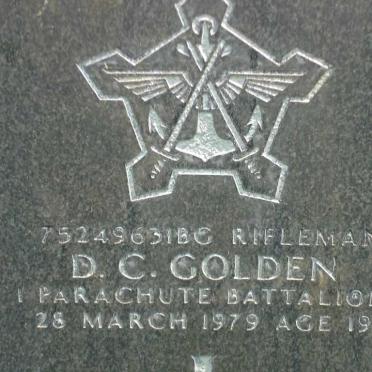 75249631BG RIFLEMAN
D. C. GOLDEN
1 PARACHUTE BATTALION
28 MARCH 1979 AGE 19